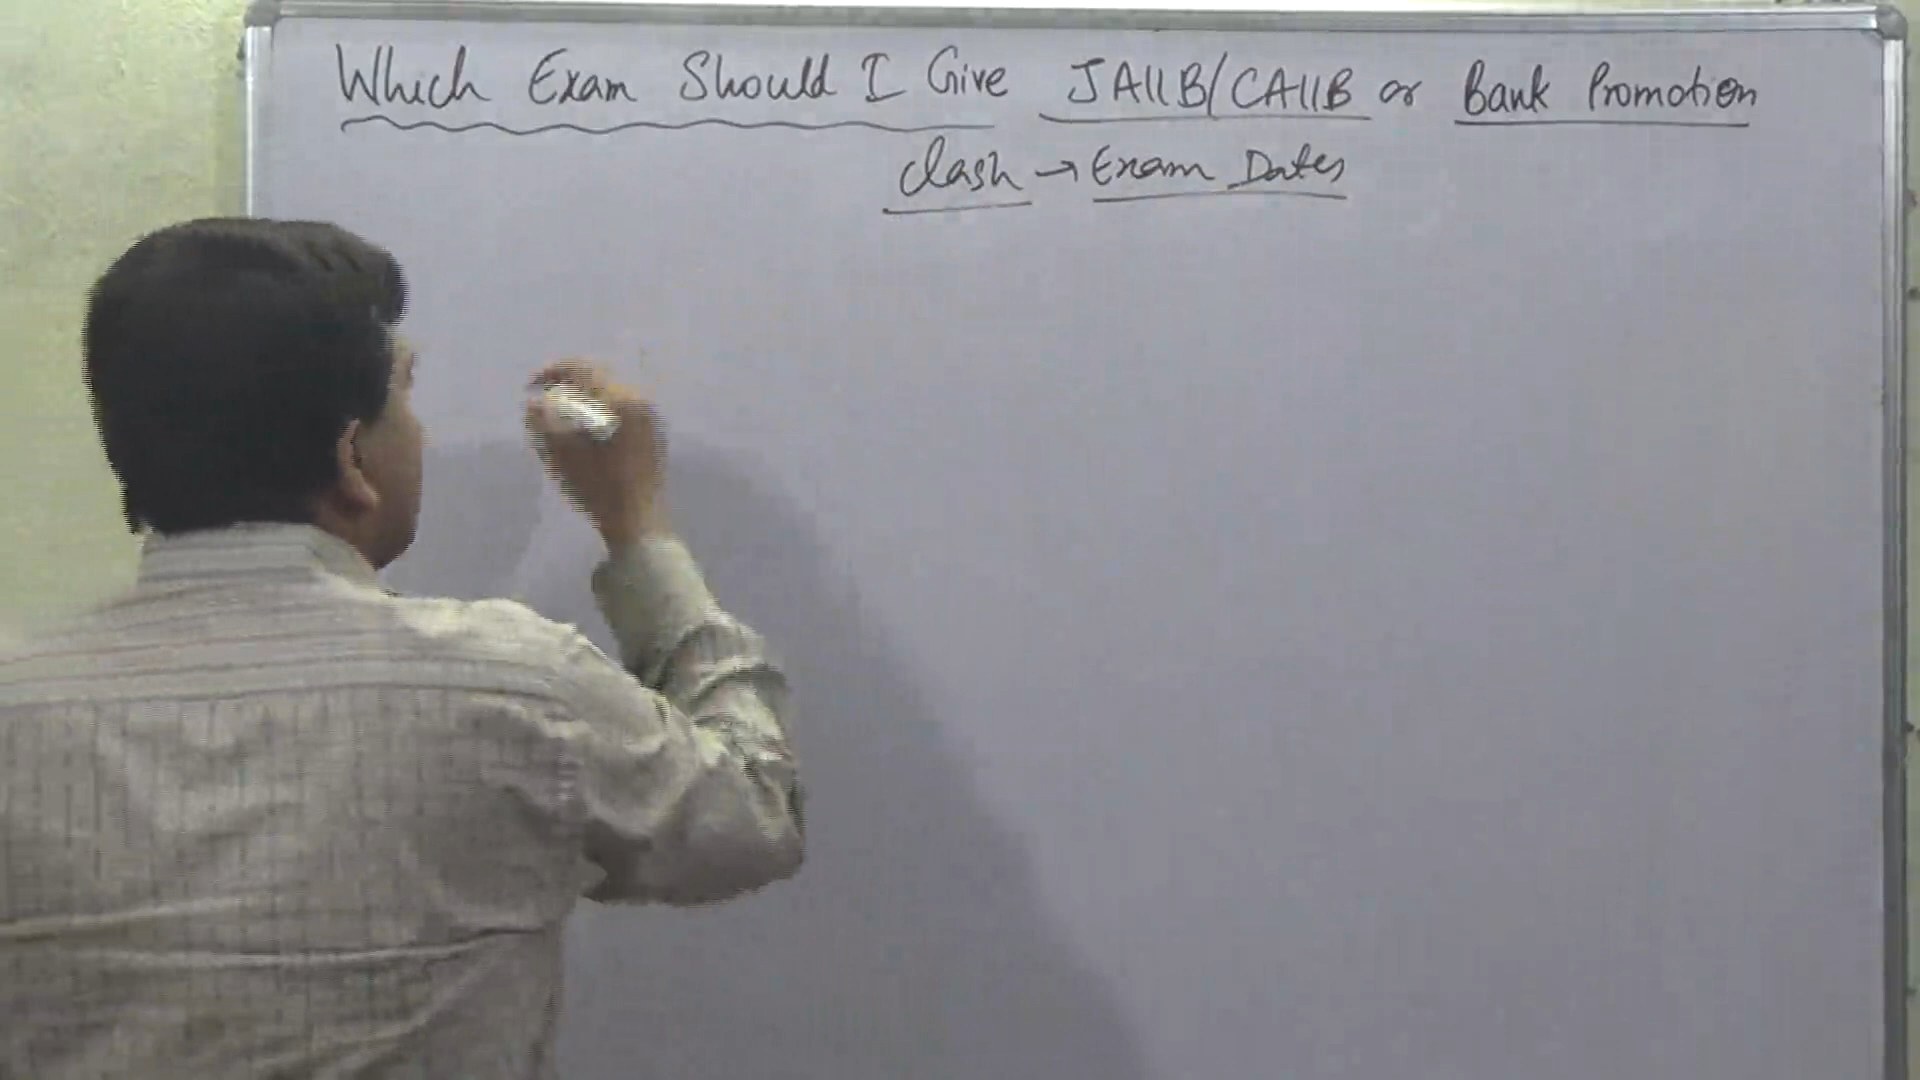 Which Exam Should I Give JAIIB/CAIIB or Bank Promotion
Clash → Exam Dates